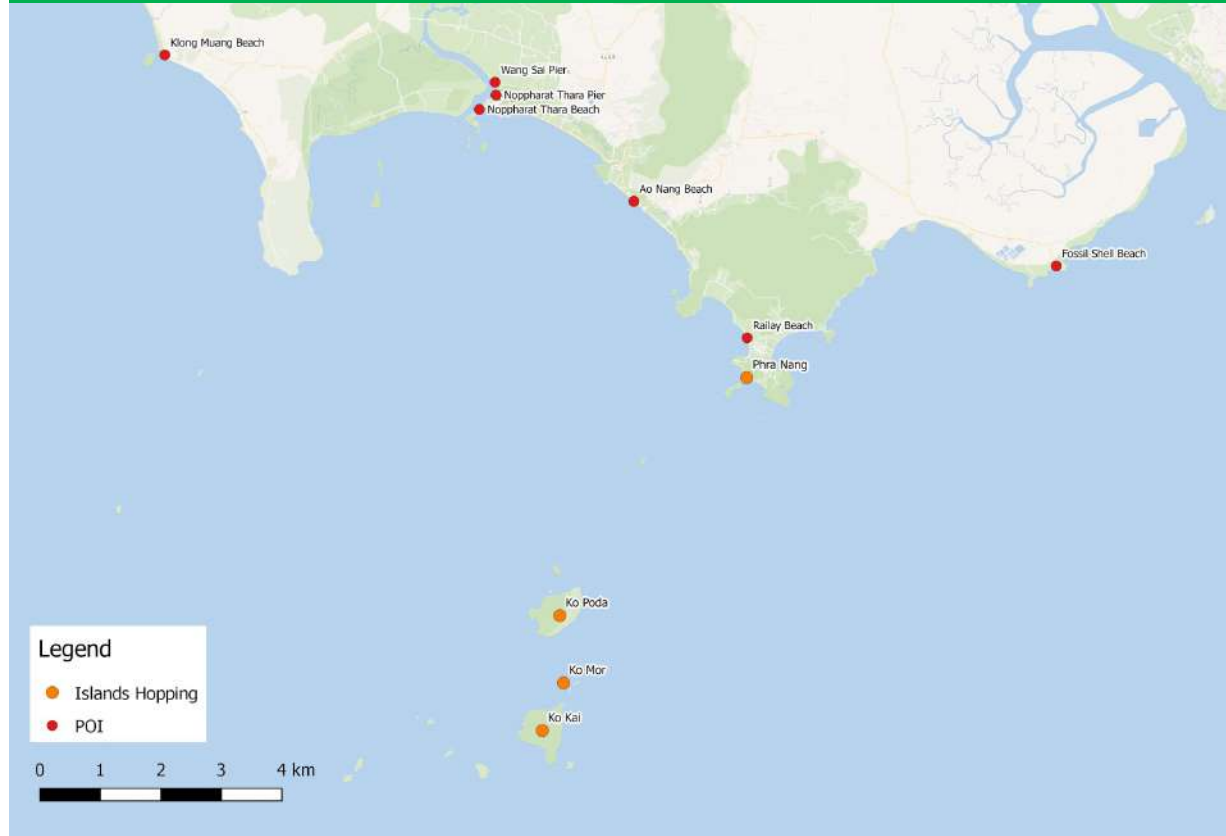 Klong Muang Beach
Wang Sai Pier
Noppharat Thara Pier
Noppharat Thara Beach
Ao Nang Beach
Fossil Shell Beach
Railay Beach
Phra Nang
Ko Poda
Ko Mor
Ko Kai
Legend
Islands Hopping
POI
0 1 2 3 4 km